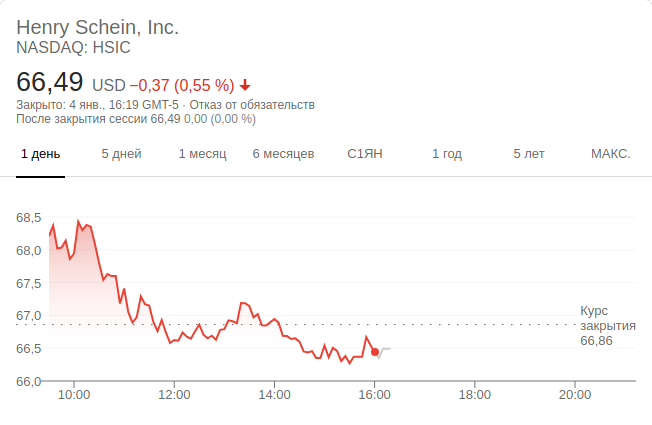 Henry Schein, Inc.
NASDAQ: HSIC
66,49 USD −0,37 (0,55 %)
Закрыто: 4 янв., 16:19 GMT-5 · Отказ от обязательств
После закрытия сессии 66,49 0,00 (0,00 %)
1 день 5 дней 1 месяц 6 месяцев С1ЯН 1 год 5 лет МАКС.
68,5
68,0
67,5
67,0
66,5
66,0
Курс
закрытия
66,86
10:00 12:00 14:00 16:00 18:00 20:00